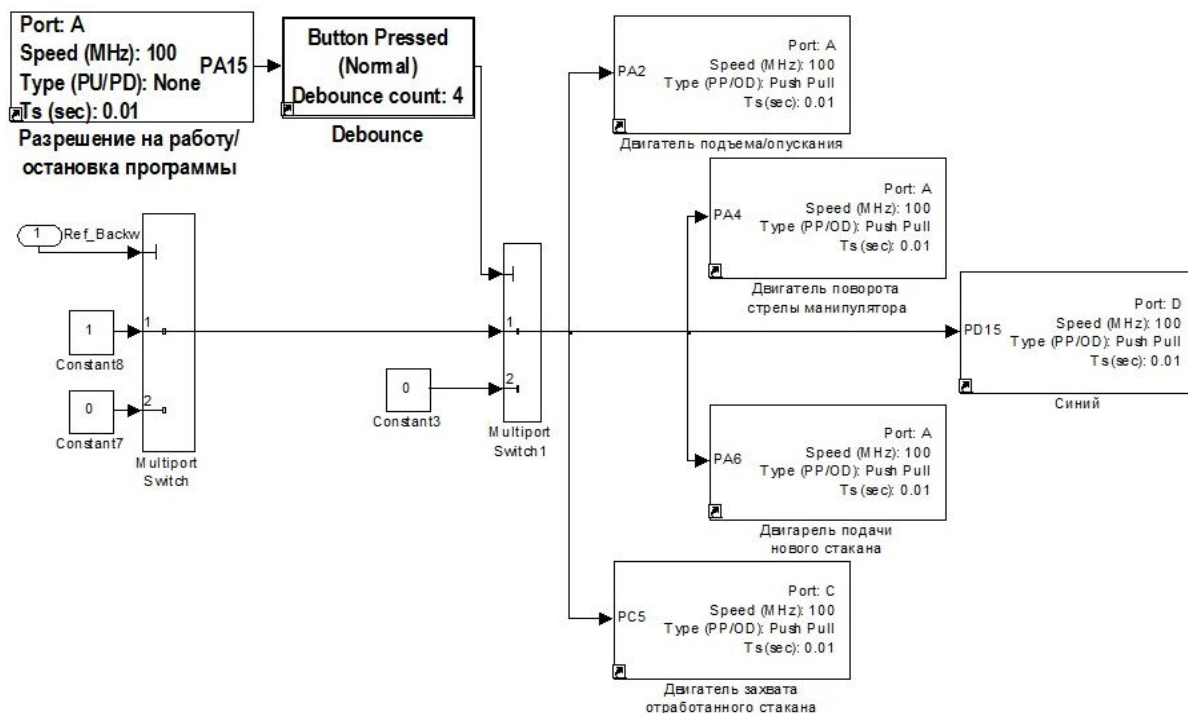 Port: A
Speed (MHz): 100
PA15
Type (PU/PD): None
Ts (sec): 0.01
Разрешение на работу/
остановка программы
Button Pressed
(Normal)
Debounce count: 4
Debounce
Port: A
Speed (MHz): 100
PA2
Type (PP/OD): Push Pull
Ts (sec): 0.01
Двигатель подъема/опускания
Port: A
Speed (MHz): 100
PA4
Type (PP/OD): Push Pull
Ts (sec): 0.01
Двигатель поворота
стрелы манипулятора
1
Ref_Backw
1
1
Constant8
0
2
Constant7
Multiport
Switch
0
Constant3
1
2
Multiport
Switch1
Port: D
Speed (MHz): 100
PD15
Type (PP/OD): Push Pull
Ts (sec): 0.01
Синий
Port: A
Speed (MHz): 100
PA6
Type (PP/OD): Push Pull
Ts (sec): 0.01
Двигарель подачи
нового стакана
Port: C
Speed (MHz): 100
PC5
Type (PP/OD): Push Pull
Ts (sec): 0.01
Двигатель захвата
отработанного стакана